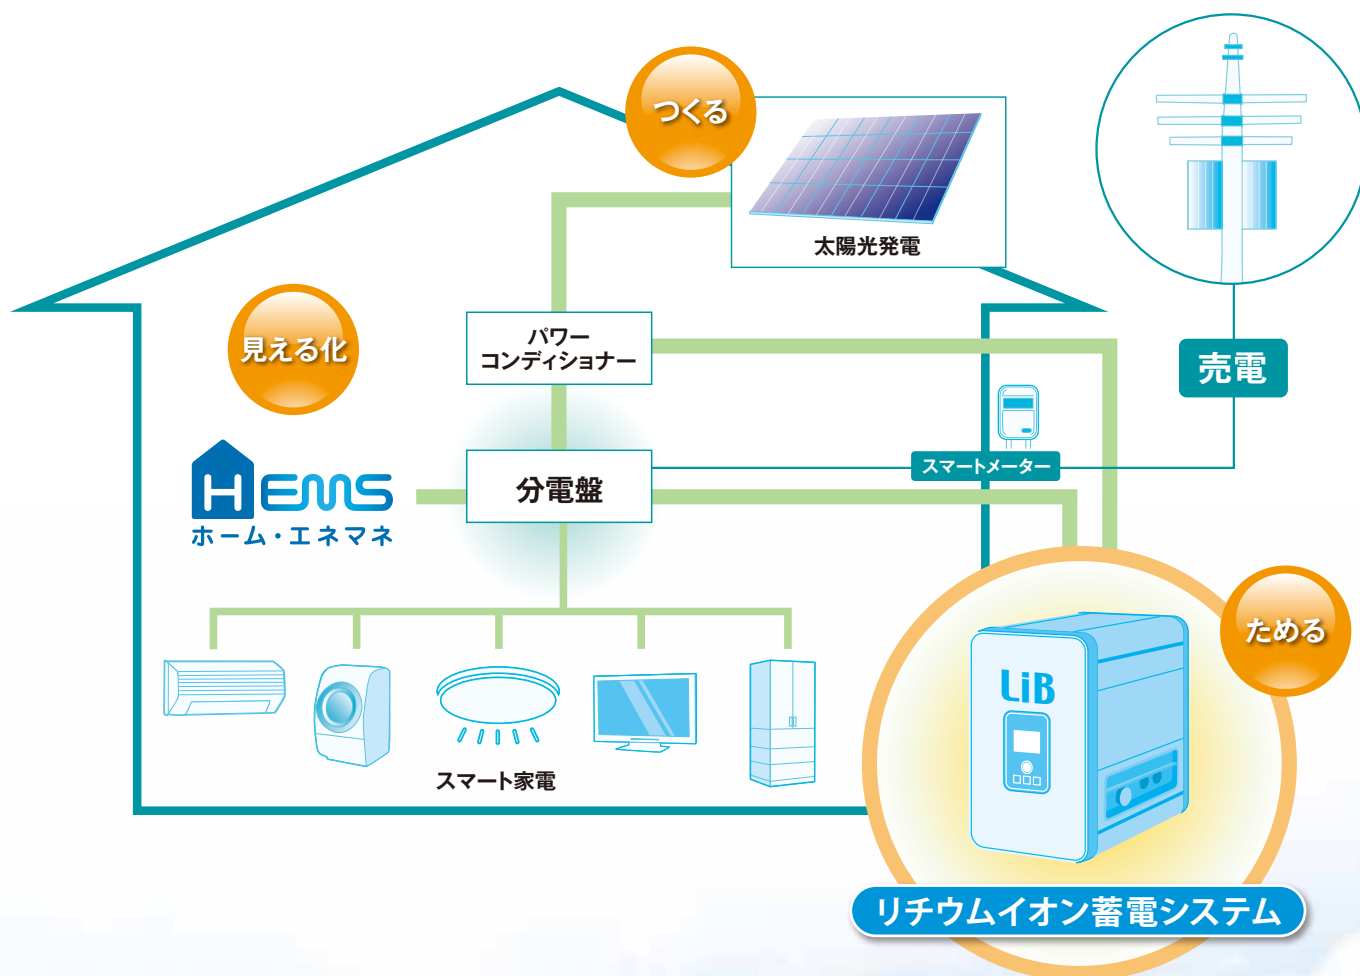 つくる
太陽光発電
見える化
パワー
コンディショナー
売電
HEMS
ホーム・エネマネ
分電盤
スマートメーター
ためる
LiB
スマート家電
リチウムイオン蓄電システム